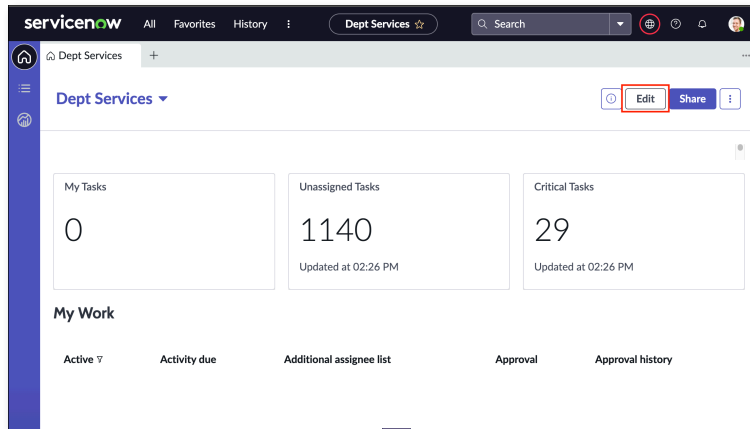 servicenow All Favorites History Dept Services Search
Dept Services
Dept Services Edit Share
My Tasks Unassigned Tasks Critical Tasks
0 1140 29
Updated at 02:26 PM Updated at 02:26 PM
My Work
Active Activity due Additional assignee list Approval Approval history